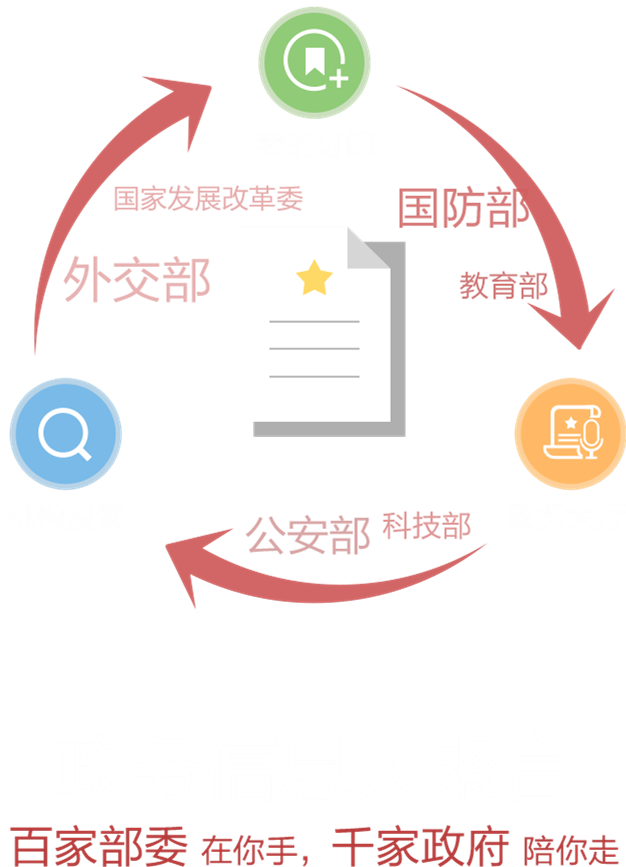 国家发展改革委
国防部
外交部
教育部
公安部 科技部
百家部委 在你手，千家政府 陪你走